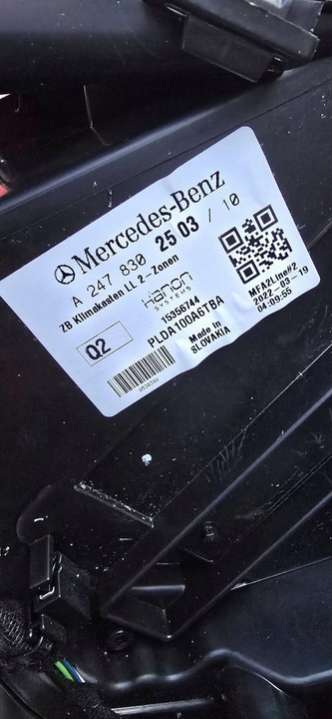 Mercedes-Benz
A 247 830 25 03 / 10
ZB Klimakasten LL 2-Zonen
Hanon
SYSTEMS
Q2
15356744
PLDA100A6TBA
Made in
SLOVAKIA
MFA2Line#2
2022-03-19
04:09:55